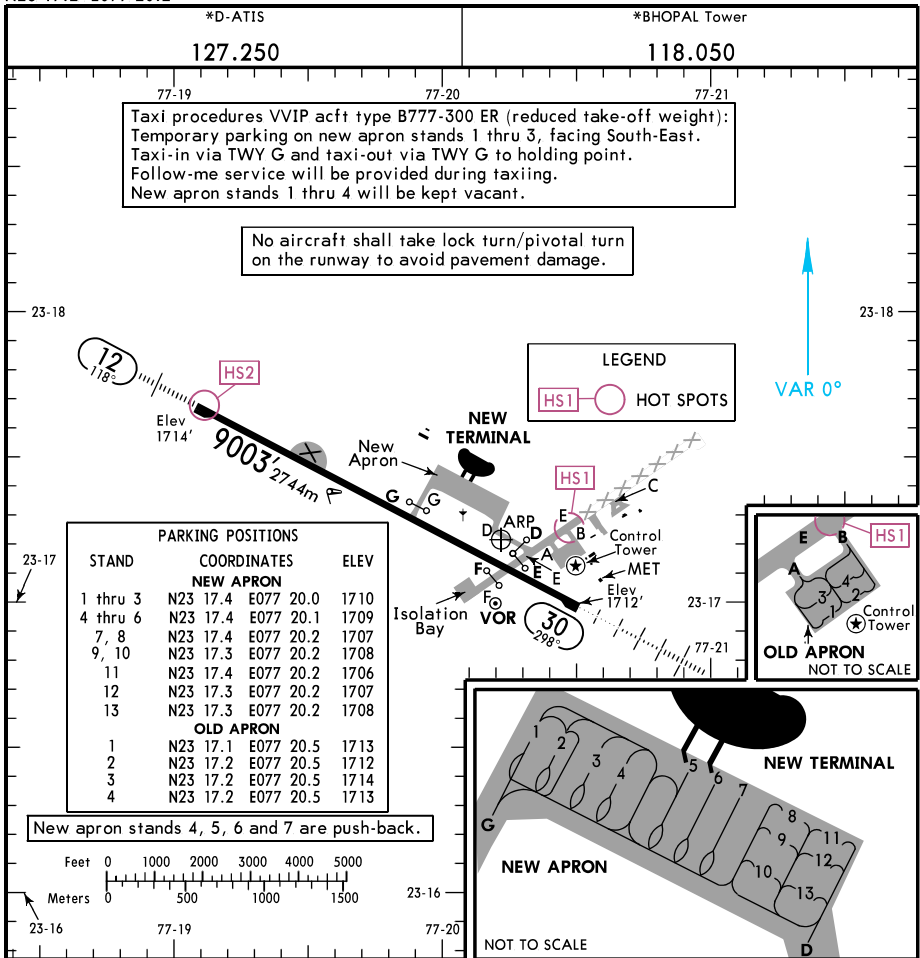 *D-ATIS
127.250
*BHOPAL Tower
118.050
77-19
77-20
77-21
Taxi procedures VVIP acft type B777-300 ER (reduced take-off weight):
Temporary parking on new apron stands 1 thru 3, facing South-East.
Taxi-in via TWY G and taxi-out via TWY G to holding point.
Follow-me service will be provided during taxiing.
New apron stands 1 thru 4 will be kept vacant.
No aircraft shall take lock turn/pivotal turn
on the runway to avoid pavement damage.
23-18
23-18
LEGEND
HS1
HOT SPOTS
VAR 0°
12
118°
HS2
Elev
1714'
9003'
2744m
New
Apron
NEW
TERMINAL
G
G
HS1
C
E
B
D
ARP
D
A
E
E
F
F
Control
Tower
MET
Elev
1712'
Isolation
Bay
VOR
30
298°
23-17
23-17
77-21
PARKING POSITIONS
STAND COORDINATES ELEV
NEW APRON
1 thru 3 N23 17.4 E077 20.0 1710
4 thru 6 N23 17.4 E077 20.1 1709
7, 8 N23 17.4 E077 20.2 1707
9, 10 N23 17.3 E077 20.2 1708
11 N23 17.4 E077 20.2 1706
12 N23 17.3 E077 20.2 1707
13 N23 17.3 E077 20.2 1708
OLD APRON
1 N23 17.1 E077 20.5 1713
2 N23 17.2 E077 20.5 1712
3 N23 17.2 E077 20.5 1714
4 N23 17.2 E077 20.5 1713
New apron stands 4, 5, 6 and 7 are push-back.
Feet 0 1000 2000 3000 4000 5000
Meters 0 500 1000 1500
23-16
23-16
77-19
77-20
E
B
HS1
A
4
3
2
1
Control
Tower
OLD APRON
NOT TO SCALE
1
2
3
4
5
6
7
8
9
10
11
12
13
NEW TERMINAL
G
NEW APRON
D
NOT TO SCALE